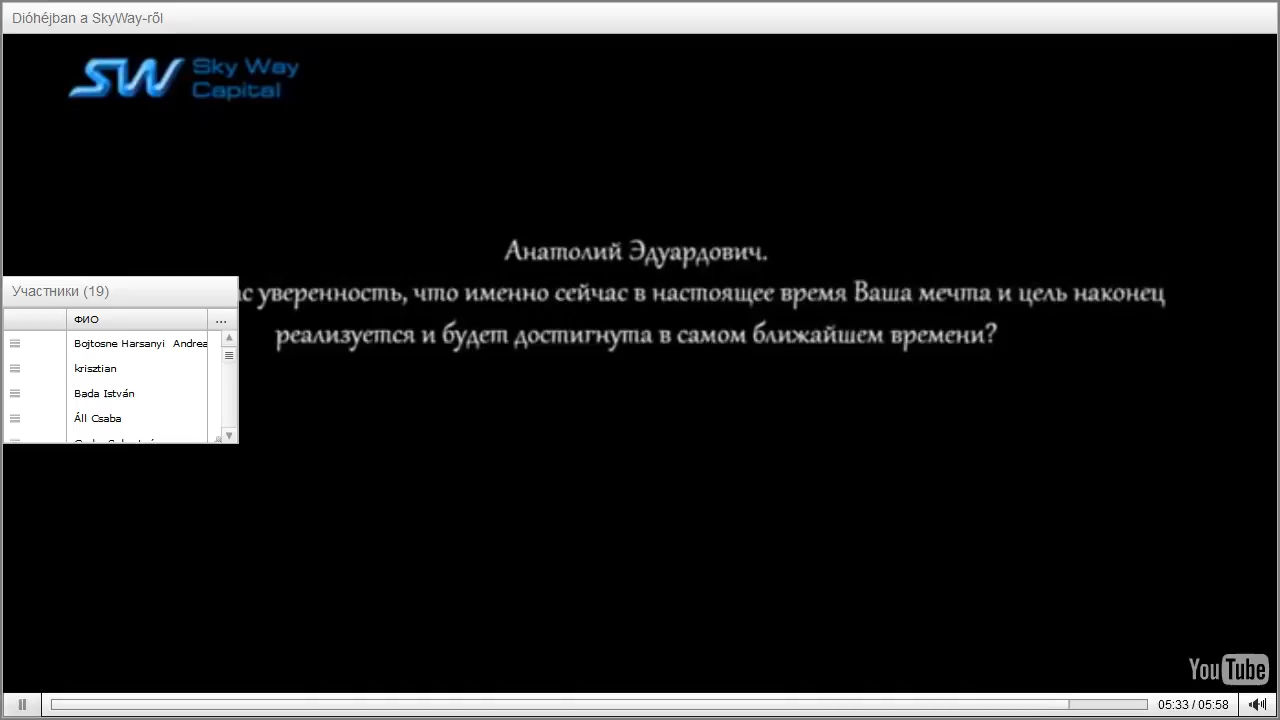 Dióhéjban a SkyWay-ről
SW Sky Way
Capital
Анатолий Эдуардович.
Участники (19)
ас уверенность, что именно сейчас в настоящее время Ваша мечта и цель наконец
реализуется и будет достигнута в самом ближайшем времени?
ФИО ...
Bojtosne Harsanyi Andrea
krisztian
Bada István
Áll Csaba
YouTube
05:33 / 05:58